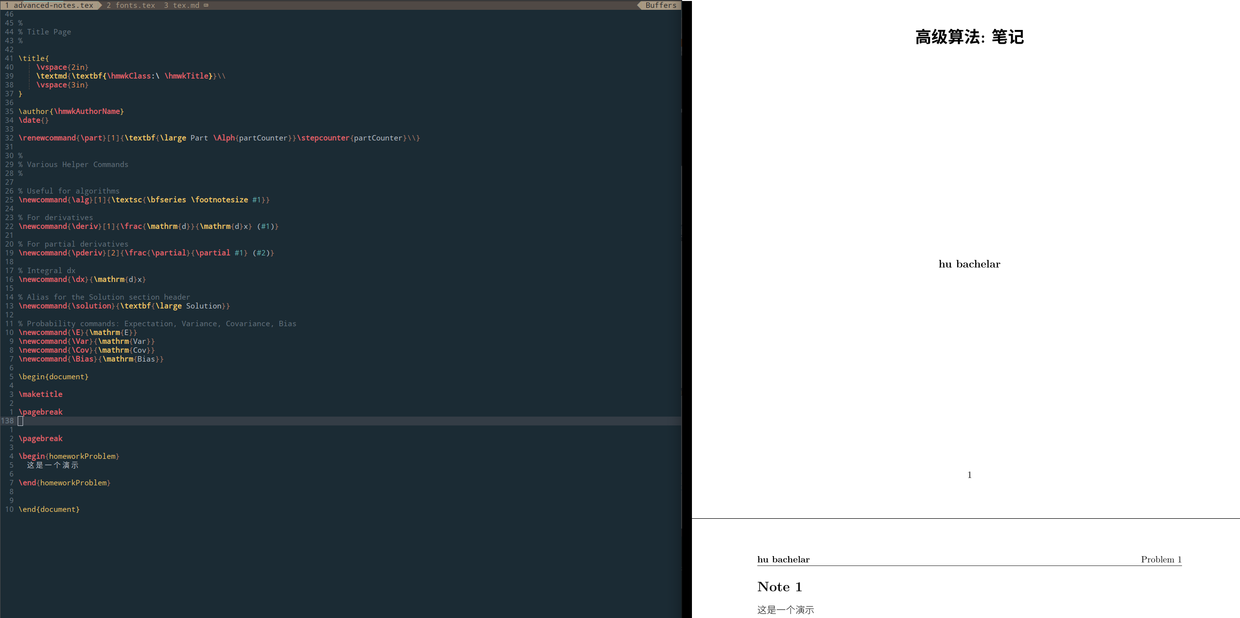 1 advanced-notes.tex 2 fonts.tex 3 tex.md Buffers
46
45 %
44 % Title Page
43 %
42
41 \title{
40 \vspace{2in}
39 \textmd{\textbf{\hmwkClass:\ \hmwkTitle}}\\
38 \vspace{3in}
37 }
36
35 \author{\hmwkAuthorName}
34 \date{}
33
32 \renewcommand{\part}[1]{\textbf{\large Part \Alph{partCounter}}\stepcounter{partCounter}\\}
31
30 %
29 % Various Helper Commands
28 %
27
26 % Useful for algorithms
25 \newcommand{\alg}[1]{\textsc{\bfseries \footnotesize #1}}
24
23 % For derivatives
22 \newcommand{\deriv}[1]{\frac{\mathrm{d}}{\mathrm{d}x} (#1)}
21
20 % For partial derivatives
19 \newcommand{\pderiv}[2]{\frac{\partial}{\partial #1} (#2)}
18
17 % Integral dx
16 \newcommand{\dx}{\mathrm{d}x}
15
14 % Alias for the Solution section header
13 \newcommand{\solution}{\textbf{\large Solution}}
12
11 % Probability commands: Expectation, Variance, Covariance, Bias
10 \newcommand{\E}{\mathrm{E}}
9 \newcommand{\Var}{\mathrm{Var}}
8 \newcommand{\Cov}{\mathrm{Cov}}
7 \newcommand{\Bias}{\mathrm{Bias}}
6
5 \begin{document}
4
3 \maketitle
2
1 \pagebreak
138
1
2 \pagebreak
3
4 \begin{homeworkProblem}
5 这是一个演示
6
7 \end{homeworkProblem}
8
9
10 \end{document}
高级算法: 笔记
hu bachelar
1
hu bachelar Problem 1
Note 1
这是一个演示